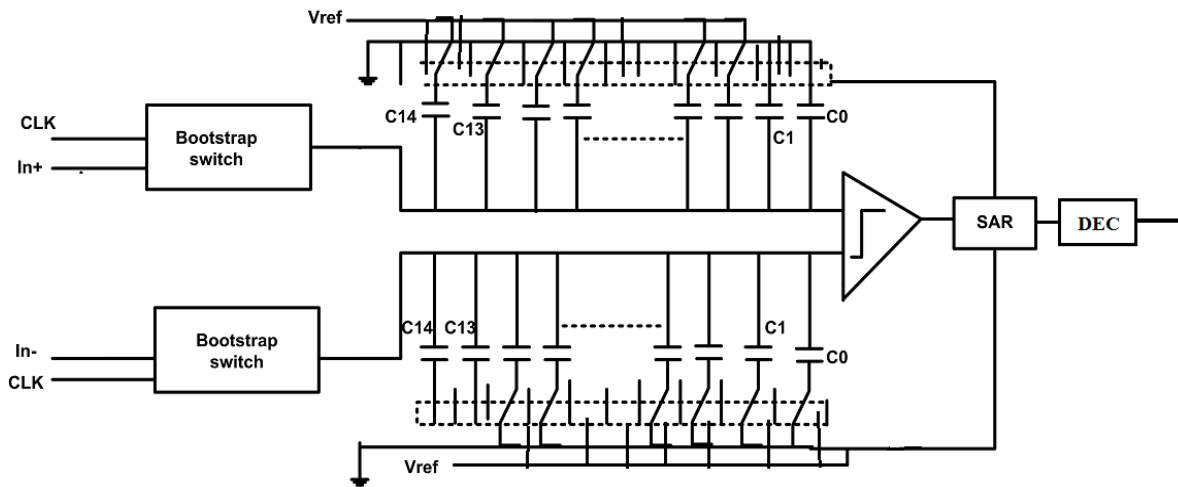 Vref
C14
C13
C1
C0
CLK
In+
Bootstrap
switch
SAR
DEC
C14
C13
C1
C0
In-
CLK
Bootstrap
switch
Vref